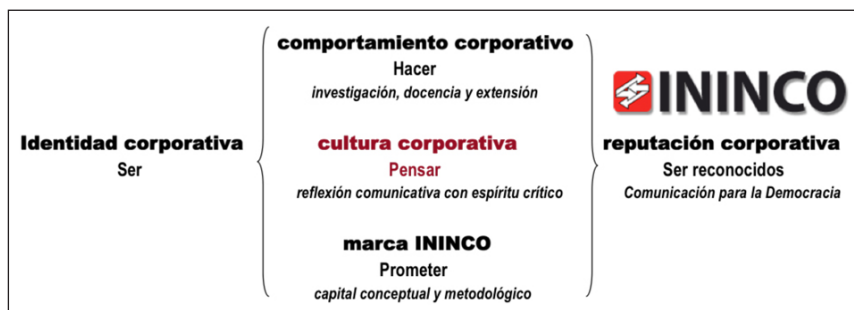 Identidad corporativa
Ser
comportamiento corporativo
Hacer
investigación, docencia y extensión
cultura corporativa
Pensar
reflexión comunicativa con espíritu crítico
marca ININCO
Prometer
capital conceptual y metodológico
ININCO
reputación corporativa
Ser reconocidos
Comunicación para la Democracia